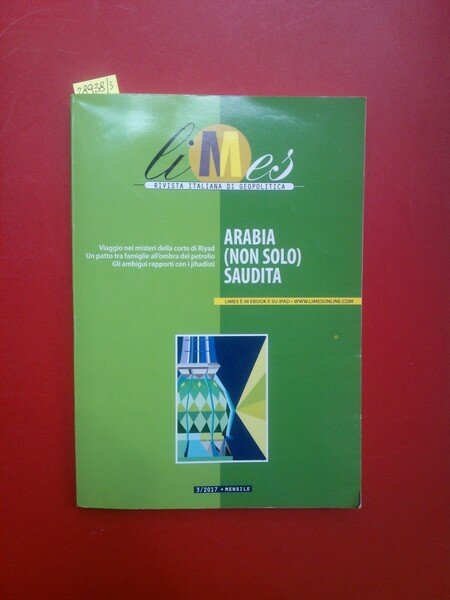 28938/S
liMes
RIVISTA ITALIANA DI GEOPOLITICA
Viaggio nei misteri della corte di Riyad
Un patto tra famiglie all'ombra del petrolio
Gli ambigui rapporti con i jihadisti
ARABIA
(NON SOLO)
SAUDITA
LIMES È IN EBOOK E SU IPAD • WWW.LIMESONLINE.COM
3/2017 • MENSILE